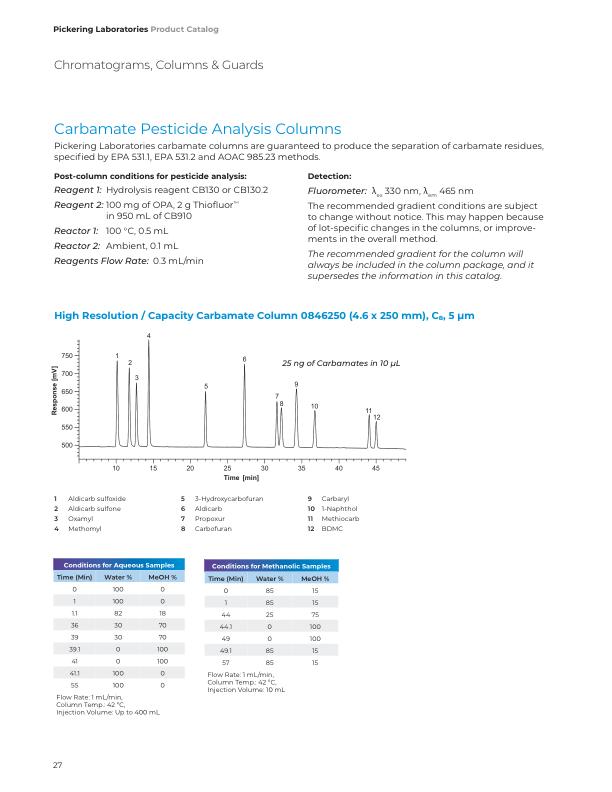 Pickering Laboratories Product Catalog
Chromatograms, Columns & Guards
Carbamate Pesticide Analysis Columns
Pickering Laboratories carbamate columns are guaranteed to produce the separation of carbamate residues,
specified by EPA 531.1, EPA 531.2 and AOAC 985.23 methods.
Post-column conditions for pesticide analysis:
Reagent 1: Hydrolysis reagent CB130 or CB130.2
Reagent 2: 100 mg of OPA, 2 g Thiofluor™
in 950 mL of CB910
Reactor 1: 100 °C, 0.5 mL
Reactor 2: Ambient, 0.1 mL
Reagents Flow Rate: 0.3 mL/min
Detection:
Fluorometer: λex 330 nm, λem 465 nm
The recommended gradient conditions are subject
to change without notice. This may happen because
of lot-specific changes in the columns, or improve-
ments in the overall method.
The recommended gradient for the column will
always be included in the column package, and it
supersedes the information in this catalog.
High Resolution / Capacity Carbamate Column 0846250 (4.6 x 250 mm), C₈, 5 µm
Response [mV]
750
700
650
600
550
500
1
2
3
4
5
6
7
8
9
10
11
12
25 ng of Carbamates in 10 µL
10 15 20 25 30 35 40 45
Time [min]
1 Aldicarb sulfoxide
2 Aldicarb sulfone
3 Oxamyl
4 Methomyl
5 3-Hydroxycarbofuran
6 Aldicarb
7 Propoxur
8 Carbofuran
9 Carbaryl
10 1-Naphthol
11 Methiocarb
12 BDMC
Conditions for Aqueous Samples
Time (Min) Water % MeOH %
0 100 0
1 100 0
1.1 82 18
36 30 70
39 30 70
39.1 0 100
41 0 100
41.1 100 0
55 100 0
Flow Rate: 1 mL/min,
Column Temp.: 42 °C,
Injection Volume: Up to 400 mL
Conditions for Methanolic Samples
Time (Min) Water % MeOH %
0 85 15
1 85 15
44 25 75
44.1 0 100
49 0 100
49.1 85 15
57 85 15
Flow Rate: 1 mL/min,
Column Temp.: 42 °C,
Injection Volume: 10 mL
27